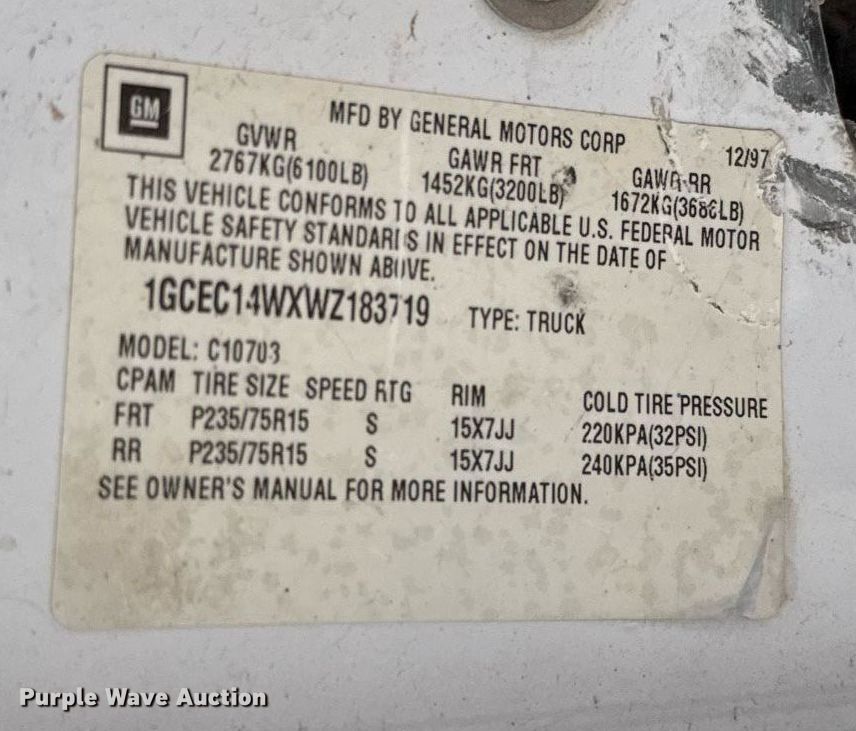 GM
MFD BY GENERAL MOTORS CORP 12/97
GVWR GAWR FRT GAWR RR
2767KG(6100LB) 1452KG(3200LB) 1672KG(3686LB)
THIS VEHICLE CONFORMS TO ALL APPLICABLE U.S. FEDERAL MOTOR
VEHICLE SAFETY STANDARDS IN EFFECT ON THE DATE OF
MANUFACTURE SHOWN ABOVE.
1GCEC14WXWZ183719 TYPE: TRUCK
MODEL: C10703
CPAM TIRE SIZE SPEED RTG RIM COLD TIRE PRESSURE
FRT P235/75R15 S 15X7JJ 220KPA(32PSI)
RR P235/75R15 S 15X7JJ 240KPA(35PSI)
SEE OWNER'S MANUAL FOR MORE INFORMATION.
Purple Wave Auction